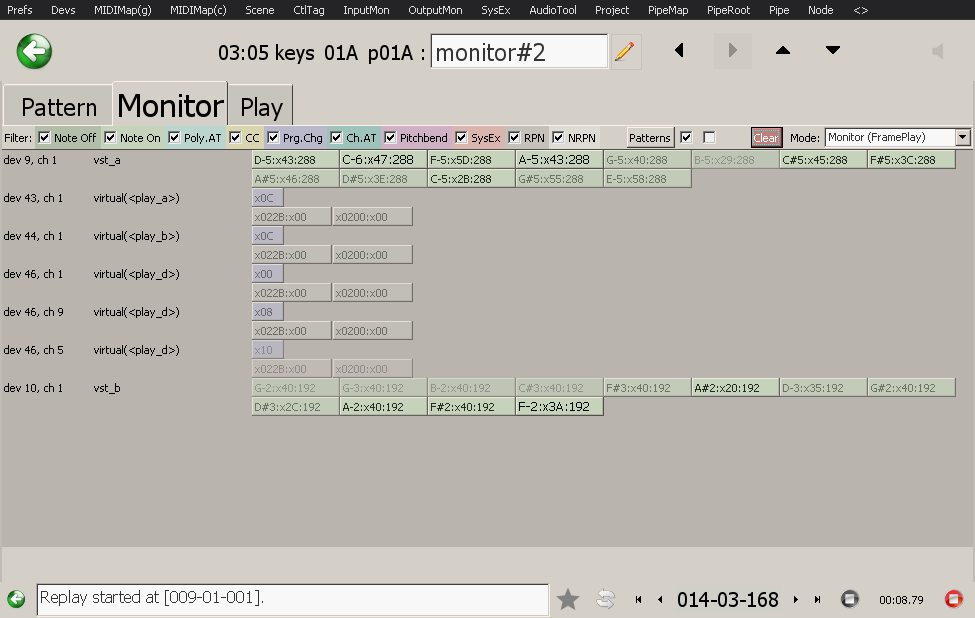 Prefs Devs MIDIMap(g) MIDIMap(c) Scene CtlTag InputMon OutputMon SysEx AudioTool Project PipeMap PipeRoot Pipe Node <>
03:05 keys 01A p01A : monitor#2
Pattern Monitor Play
Filter: Note Off Note On Poly.AT CC Prg.Chg Ch.AT Pitchbend SysEx RPN NRPN Patterns Clear Mode: Monitor (FramePlay)
dev 9, ch 1 vst_a D-5:x43:288 C-6:x47:288 F-5:x5D:288 A-5:x43:288 G-5:x40:288 B-5:x29:288 C#5:x45:288 F#5:x3C:288
A#5:x46:288 D#5:x3E:288 C-5:x2B:288 G#5:x55:288 E-5:x58:288
dev 43, ch 1 virtual(<play_a>) x0C
x022B:x00 x0200:x00
dev 44, ch 1 virtual(<play_b>) x0C
x022B:x00 x0200:x00
dev 46, ch 1 virtual(<play_d>) x00
x022B:x00 x0200:x00
dev 46, ch 9 virtual(<play_d>) x08
x022B:x00 x0200:x00
dev 46, ch 5 virtual(<play_d>) x10
x022B:x00 x0200:x00
dev 10, ch 1 vst_b G-2:x40:192 G-3:x40:192 B-2:x40:192 C#3:x40:192 F#3:x40:192 A#2:x20:192 D-3:x35:192 G#2:x40:192
D#3:x2C:192 A-2:x40:192 F#2:x40:192 F-2:x3A:192
Replay started at [009-01-001]. 014-03-168 00:08.79